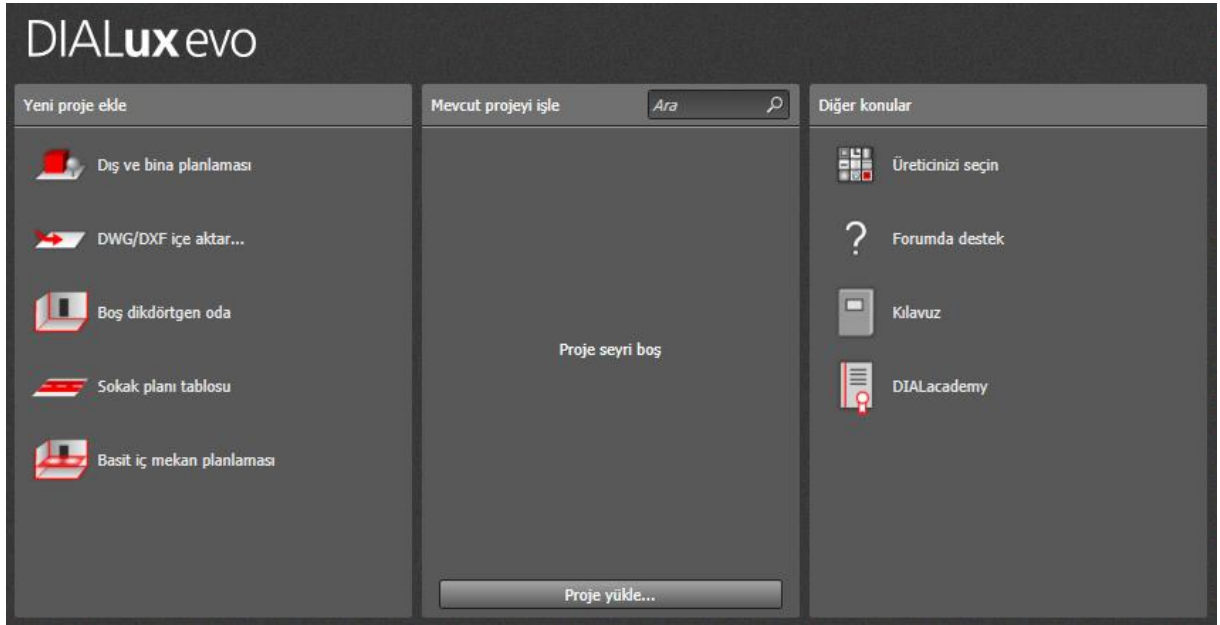 DIALux evo
Yeni proje ekle
Dış ve bina planlaması
DWG/DXF içe aktar...
Boş dikdörtgen oda
Sokak planı tablosu
Basit iç mekan planlaması
Mevcut projeyi işle
Ara
Proje seyri boş
Proje yükle...
Diğer konular
Üreticinizi seçin
?
Forumda destek
Kılavuz
DIALacademy